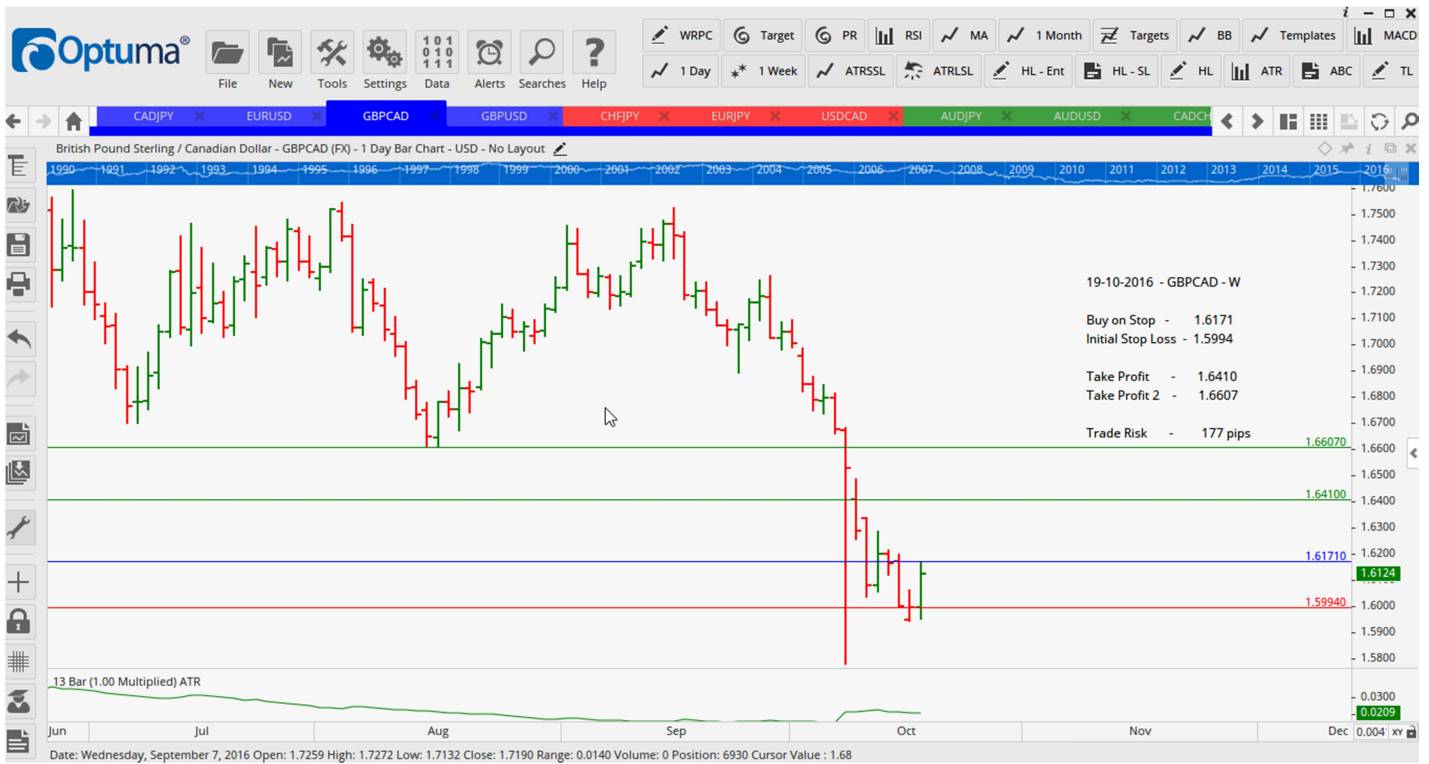 Optuma®
File New Tools Settings Data Alerts Searches Help
WRPC Target PR RSI MA 1 Month Targets BB Templates MACD
1 Day 1 Week ATRSSL ATRLSL HL - Ent HL - SL HL ATR ABC TL
CADJPY EURUSD GBPCAD GBPUSD CHFJPY EURJPY USDCAD AUDJPY AUDUSD CADCH
British Pound Sterling / Canadian Dollar - GBPCAD (FX) - 1 Day Bar Chart - USD - No Layout
1990 1991 1992 1993 1994 1995 1996 1997 1998 1999 2000 2001 2002 2003 2004 2005 2006 2007 2008 2009 2010 2011 2012 2013 2014 2015 2016
1.7600
1.7500
1.7400
1.7300
19-10-2016 - GBPCAD - W
1.7200
Buy on Stop - 1.6171
1.7100
Initial Stop Loss - 1.5994
1.7000
1.6900
Take Profit - 1.6410
Take Profit 2 - 1.6607
1.6800
1.6700
Trade Risk - 177 pips
1.66070
1.6600
1.6500
1.64100
1.6400
1.6300
1.61710
1.6200
1.6124
1.59940
1.6000
1.5900
1.5800
13 Bar (1.00 Multiplied) ATR
0.0300
0.0209
Jun Jul Aug Sep Oct Nov Dec 0.004 XY
Date: Wednesday, September 7, 2016 Open: 1.7259 High: 1.7272 Low: 1.7132 Close: 1.7190 Range: 0.0140 Volume: 0 Position: 6930 Cursor Value : 1.68